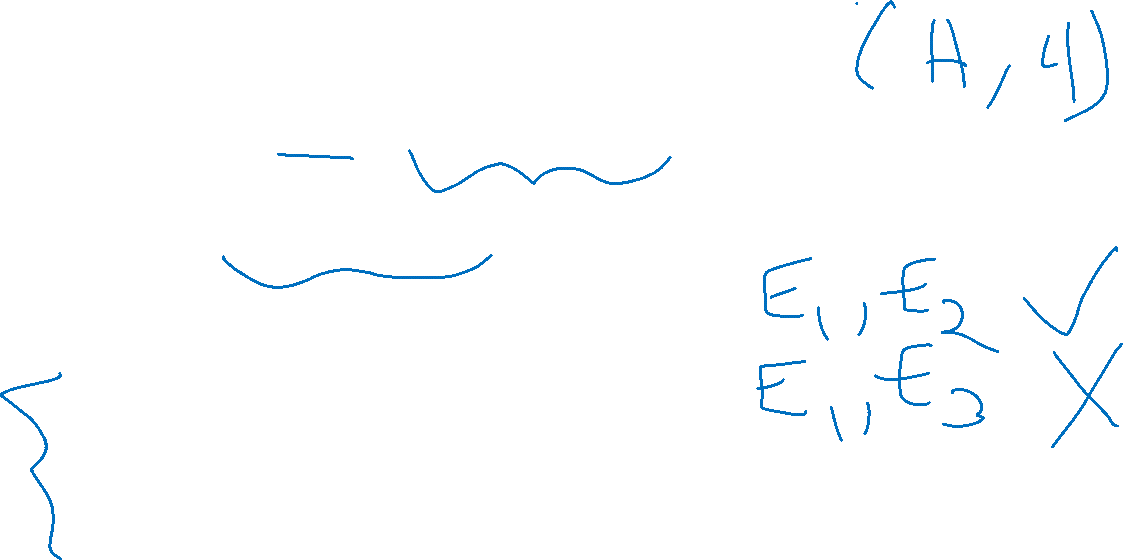 (H, 4)
E1, E2 ✓
E1, E3 X